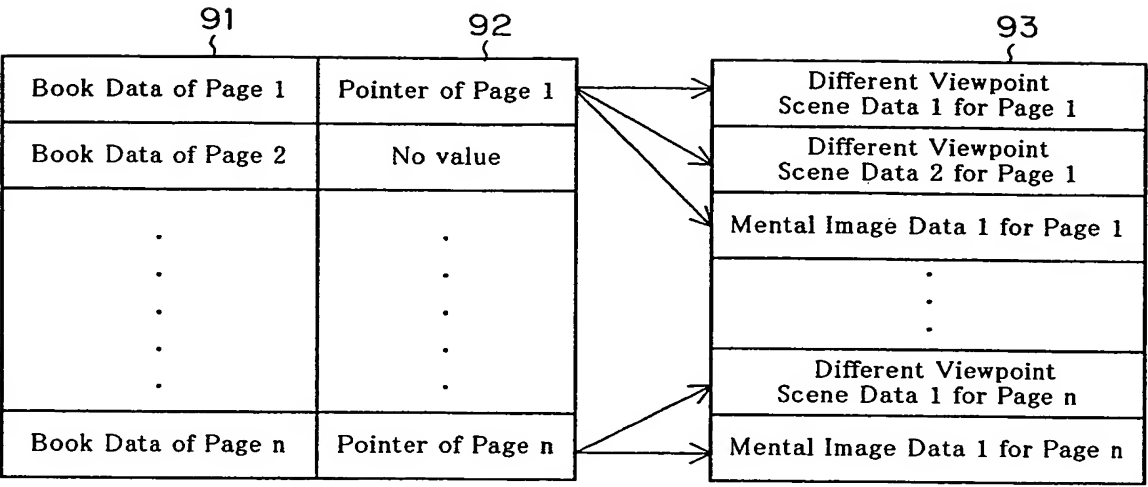 91
92
93
Book Data of Page 1
Pointer of Page 1
Book Data of Page 2
No value
Book Data of Page n
Pointer of Page n
Different Viewpoint
Scene Data 1 for Page 1
Different Viewpoint
Scene Data 2 for Page 1
Mental Image Data 1 for Page 1
Different Viewpoint
Scene Data 1 for Page n
Mental Image Data 1 for Page n